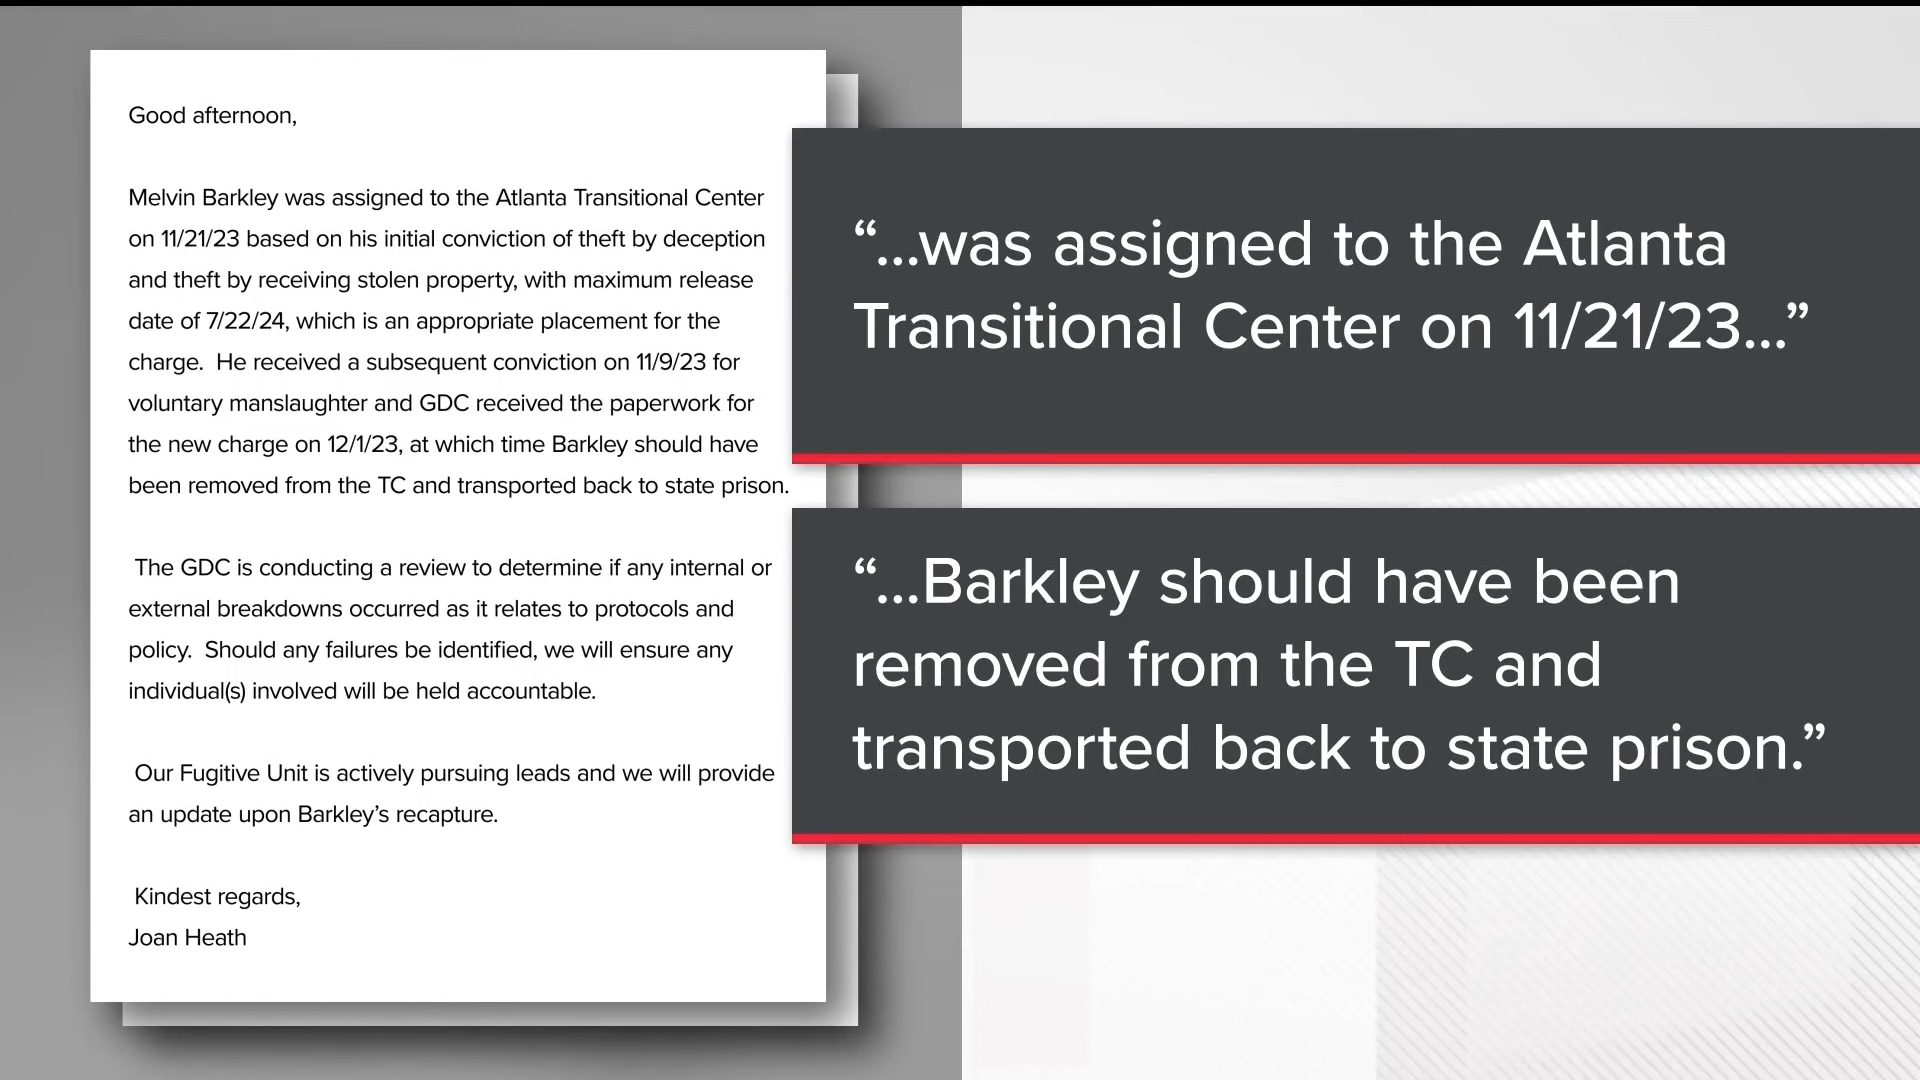 Good afternoon,
Melvin Barkley was assigned to the Atlanta Transitional Center
on 11/21/23 based on his initial conviction of theft by deception
and theft by receiving stolen property, with maximum release
date of 7/22/24, which is an appropriate placement for the
charge.  He received a subsequent conviction on 11/9/23 for
voluntary manslaughter and GDC received the paperwork for
the new charge on 12/1/23, at which time Barkley should have
been removed from the TC and transported back to state prison.
The GDC is conducting a review to determine if any internal or
external breakdowns occurred as it relates to protocols and
policy.  Should any failures be identified, we will ensure any
individual(s) involved will be held accountable.
Our Fugitive Unit is actively pursuing leads and we will provide
an update upon Barkley’s recapture.
Kindest regards,
Joan Heath
“...was assigned to the Atlanta
Transitional Center on 11/21/23...”
“...Barkley should have been
removed from the TC and
transported back to state prison.”